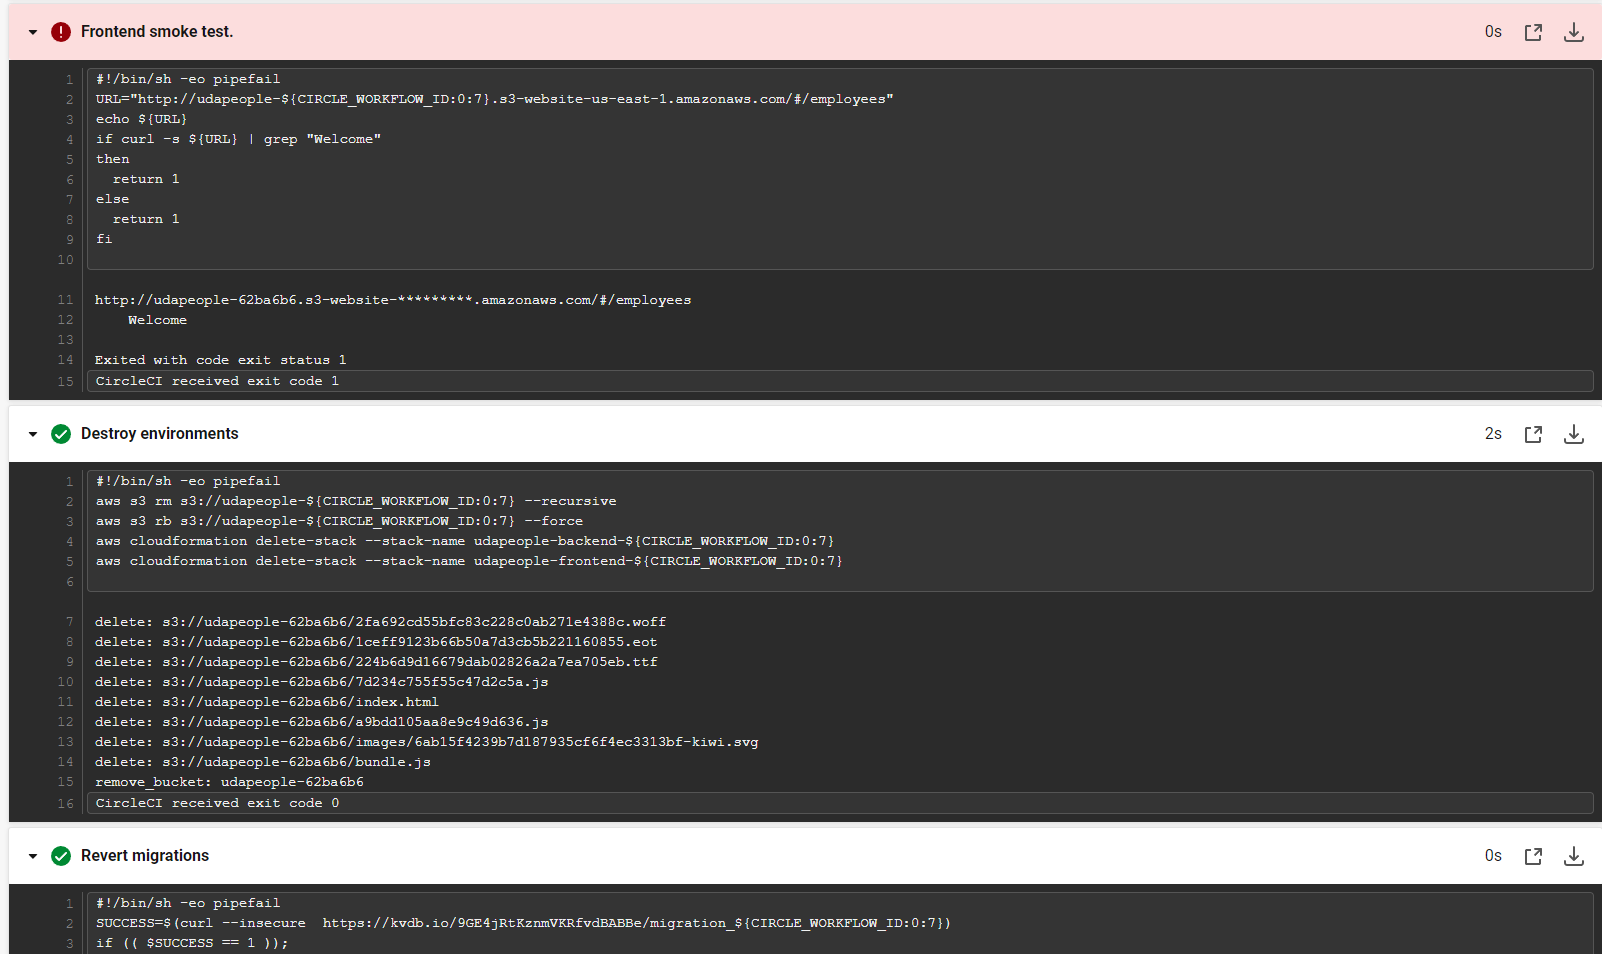 Frontend smoke test.
0s
1 #!/bin/sh -eo pipefail
2 URL="http://udapeople-${CIRCLE_WORKFLOW_ID:0:7}.s3-website-us-east-1.amazonaws.com/#/employees"
3 echo ${URL}
4 if curl -s ${URL} | grep "Welcome"
5 then
6   return 1
7 else
8   return 1
9 fi
10
11 http://udapeople-62ba6b6.s3-website-*********.amazonaws.com/#/employees
12     Welcome
13
14 Exited with code exit status 1
15 CircleCI received exit code 1
Destroy environments
2s
1 #!/bin/sh -eo pipefail
2 aws s3 rm s3://udapeople-${CIRCLE_WORKFLOW_ID:0:7} --recursive
3 aws s3 rb s3://udapeople-${CIRCLE_WORKFLOW_ID:0:7} --force
4 aws cloudformation delete-stack --stack-name udapeople-backend-${CIRCLE_WORKFLOW_ID:0:7}
5 aws cloudformation delete-stack --stack-name udapeople-frontend-${CIRCLE_WORKFLOW_ID:0:7}
6
7 delete: s3://udapeople-62ba6b6/2fa692cd55bfc83c228c0ab271e4388c.woff
8 delete: s3://udapeople-62ba6b6/1ceff9123b66b50a7d3cb5b221160855.eot
9 delete: s3://udapeople-62ba6b6/224b6d9d16679dab02826a2a7ea705eb.ttf
10 delete: s3://udapeople-62ba6b6/7d234c755f55c47d2c5a.js
11 delete: s3://udapeople-62ba6b6/index.html
12 delete: s3://udapeople-62ba6b6/a9bdd105aa8e9c49d636.js
13 delete: s3://udapeople-62ba6b6/images/6ab15f4239b7d187935cf6f4ec3313bf-kiwi.svg
14 delete: s3://udapeople-62ba6b6/bundle.js
15 remove_bucket: udapeople-62ba6b6
16 CircleCI received exit code 0
Revert migrations
0s
1 #!/bin/sh -eo pipefail
2 SUCCESS=$(curl --insecure  https://kvdb.io/9GE4jRtKznmVKRfvdBABBe/migration_${CIRCLE_WORKFLOW_ID:0:7})
3 if (( $SUCCESS == 1 ));